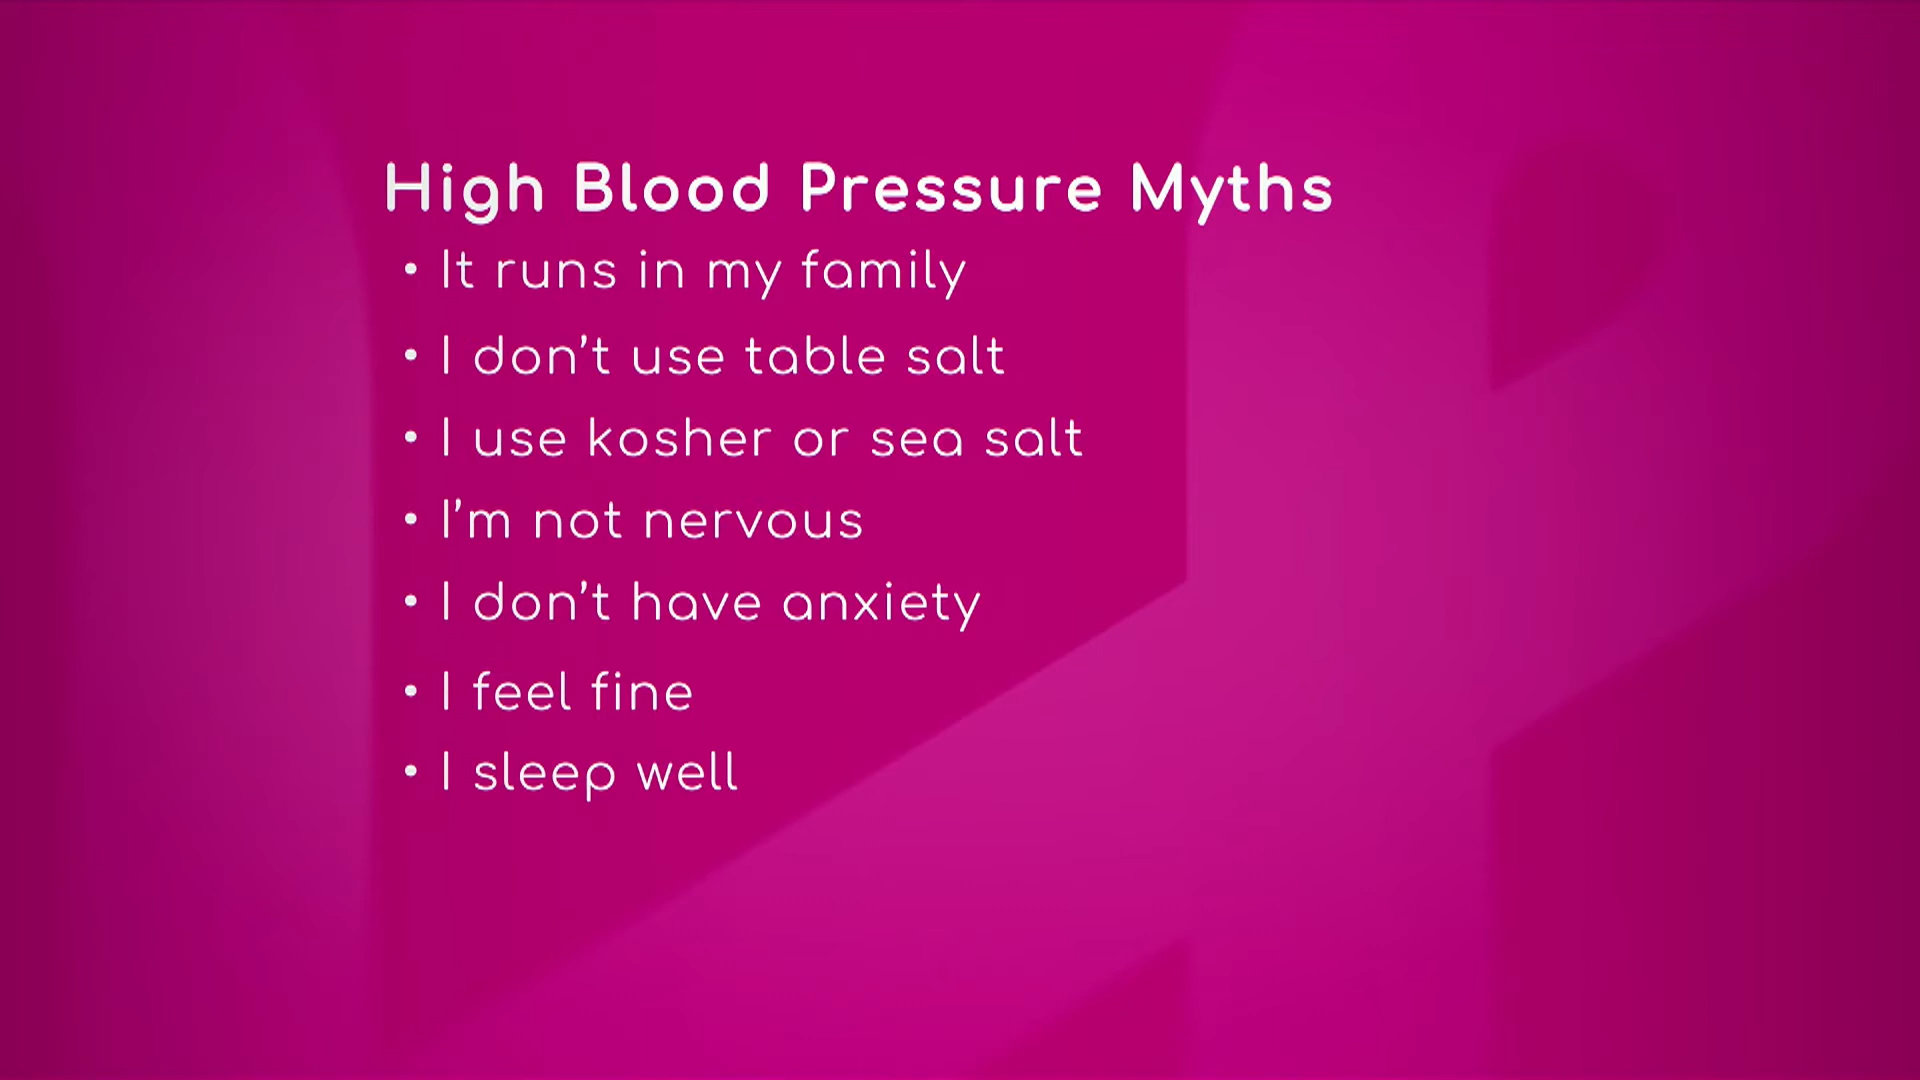 High Blood Pressure Myths
• It runs in my family
• I don’t use table salt
• I use kosher or sea salt
• I’m not nervous
• I don’t have anxiety
• I feel fine
• I sleep well